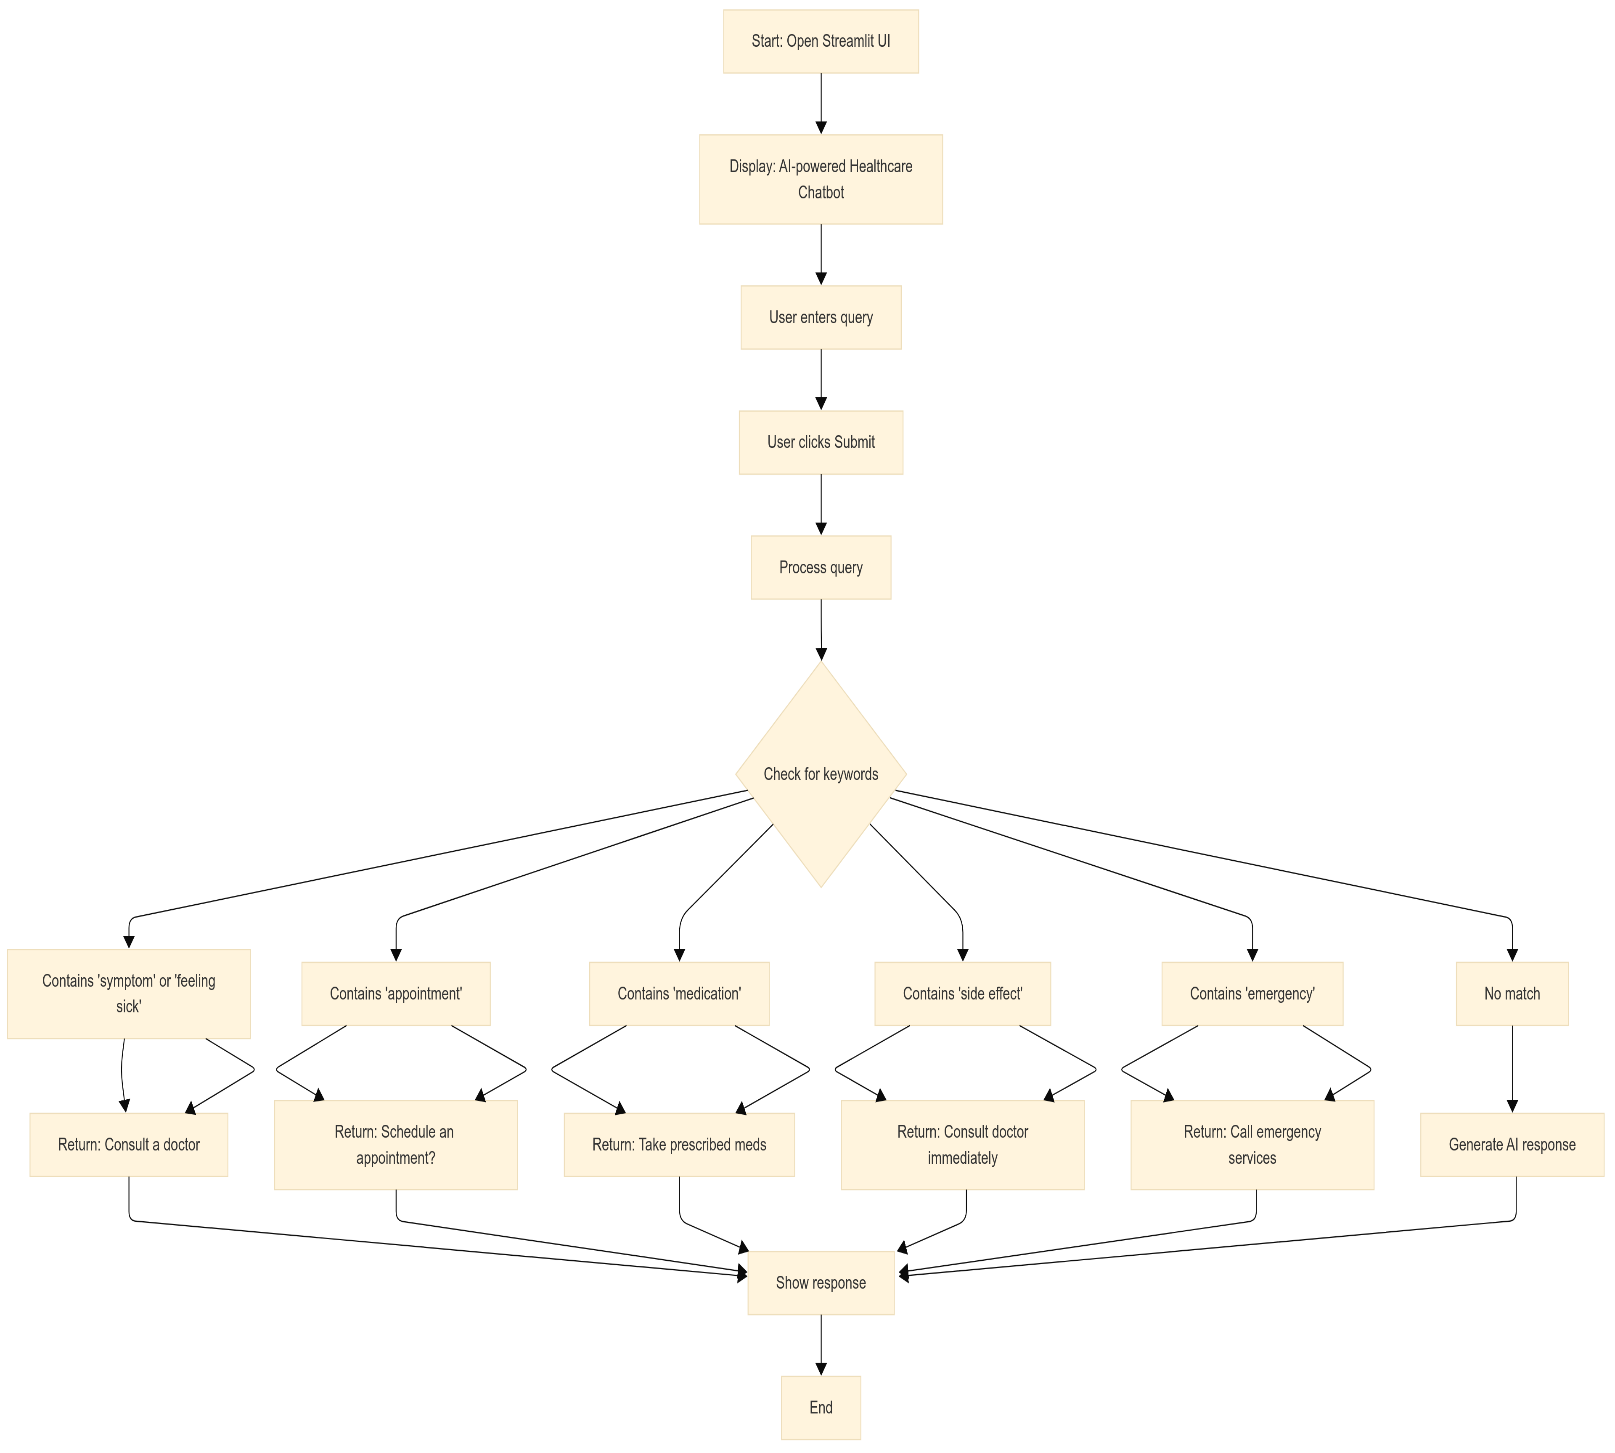 Start: Open Streamlit UI
Display: AI-powered Healthcare
Chatbot
User enters query
User clicks Submit
Process query
Check for keywords
Contains 'symptom' or 'feeling
sick'
Contains 'appointment'
Contains 'medication'
Contains 'side effect'
Contains 'emergency'
No match
Return: Consult a doctor
Return: Schedule an
appointment?
Return: Take prescribed meds
Return: Consult doctor
immediately
Return: Call emergency
services
Generate AI response
Show response
End